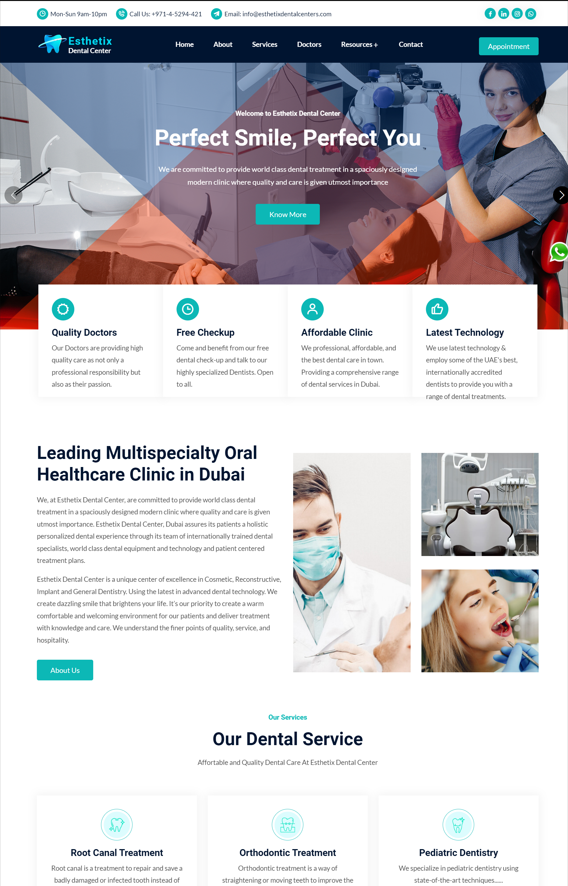 Mon-Sun 9am-10pm
Call Us: +971-4-5294-421
Email: info@esthetixdentalcenters.com
Esthetix
Dental Center
Home
About
Services
Doctors
Resources +
Contact
Appointment
Welcome to Esthetix Dental Center
Perfect Smile, Perfect You
We are committed to provide world class dental treatment in a spaciously designed
modern clinic where quality and care is given utmost importance
Know More
Quality Doctors
Our Doctors are providing high
quality care as not only a
professional responsibility but
also as their passion.
Free Checkup
Come and benefit from our free
dental check-up and talk to our
highly specialized Dentists. Open
to all.
Affordable Clinic
We professional, affordable, and
the best dental care in town.
Providing a comprehensive range
of dental services in Dubai.
Latest Technology
We use latest technology &
employ some of the UAE's best,
internationally accredited
dentists to provide you with a
range of dental treatments.
Leading Multispecialty Oral
Healthcare Clinic in Dubai
We, at Esthetix Dental Center, are committed to provide world class dental
treatment in a spaciously designed modern clinic where quality and care is given
utmost importance. Esthetix Dental Center, Dubai assures its patients a holistic
personalized dental experience through its team of internationally trained dental
specialists, world class dental equipment and technology and patient centered
treatment plans.
Esthetix Dental Center is a unique center of excellence in Cosmetic, Reconstructive,
Implant and General Dentistry. Using the latest in advanced dental technology. We
create dazzling smile that brightens your life. It's our priority to create a warm
comfortable and welcoming environment for our patients and deliver treatment
with knowledge and care. We understand the finer points of quality, service, and
hospitality.
About Us
Our Services
Our Dental Service
Affortable and Quality Dental Care At Esthetix Dental Center
Root Canal Treatment
Root canal is a treatment to repair and save a
badly damaged or infected tooth instead of
Orthodontic Treatment
Orthodontic treatment is a way of
straightening or moving teeth to improve the
Pediatric Dentistry
We specialize in pediatric dentistry using
state-of-the-art techniques......